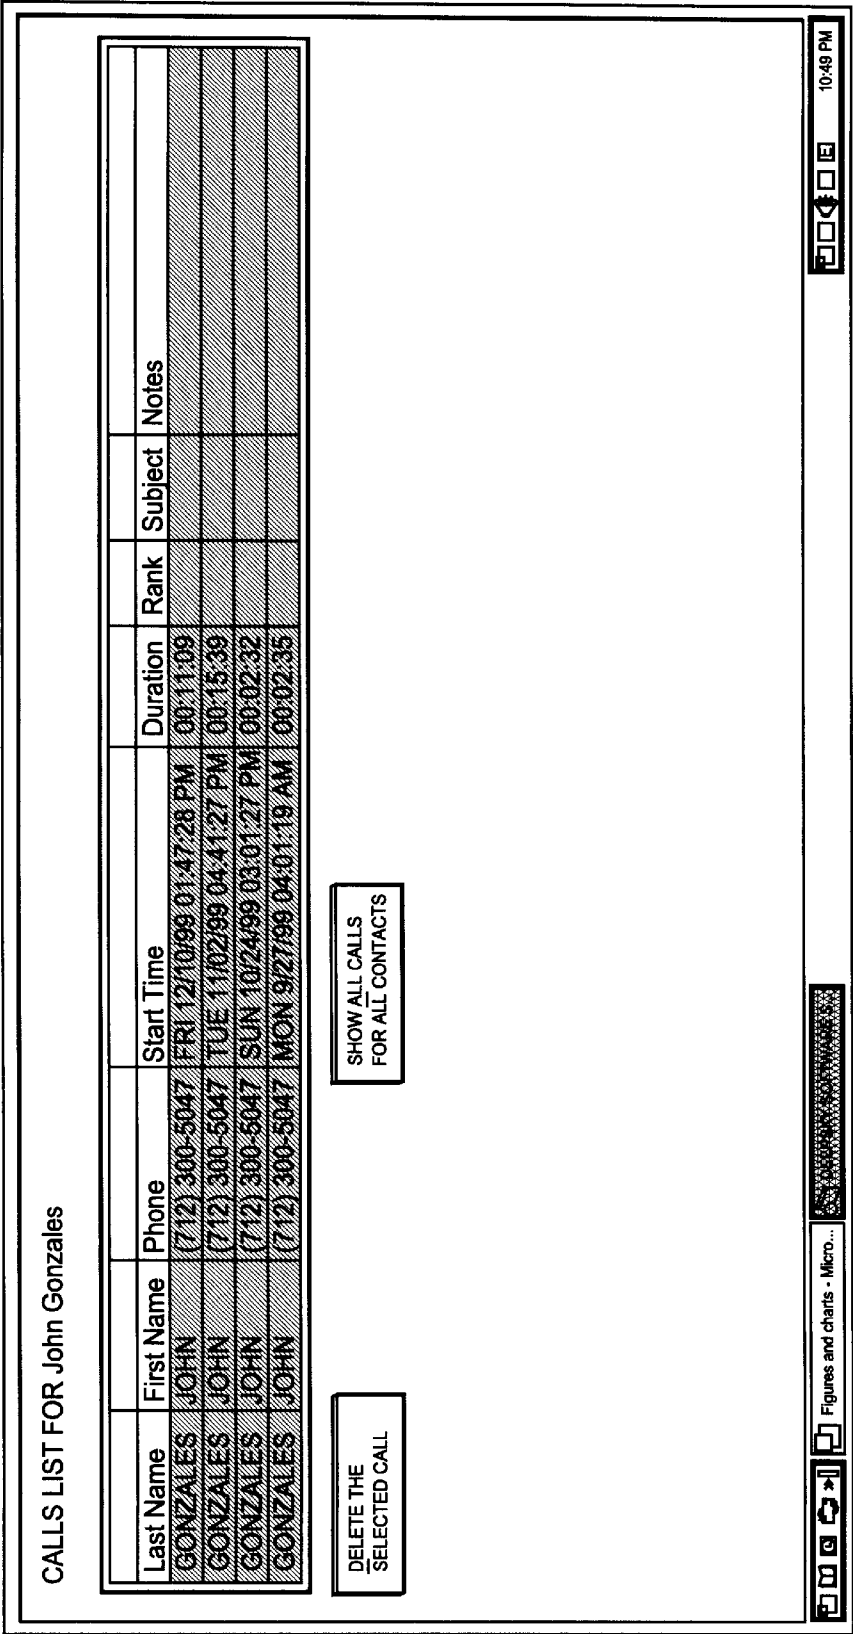 CALLS LIST FOR John Gonzales
Last Name First Name Phone Start Time Duration Rank Subject Notes
GONZALES JOHN (712) 300-5047 FRI 12/10/99 01:47:28 PM 00:11:09
GONZALES JOHN (712) 300-5047 TUE 11/02/99 04:41:27 PM 00:15:39
GONZALES JOHN (712) 300-5047 SUN 10/24/99 03:01:27 PM 00:02:32
GONZALES JOHN (712) 300-5047 MON 9/27/99 04:01:19 AM 00:02:35
DELETE THE
SELECTED CALL
SHOW ALL CALLS
FOR ALL CONTACTS
Figures and charts - Micro...
E
10:49 PM